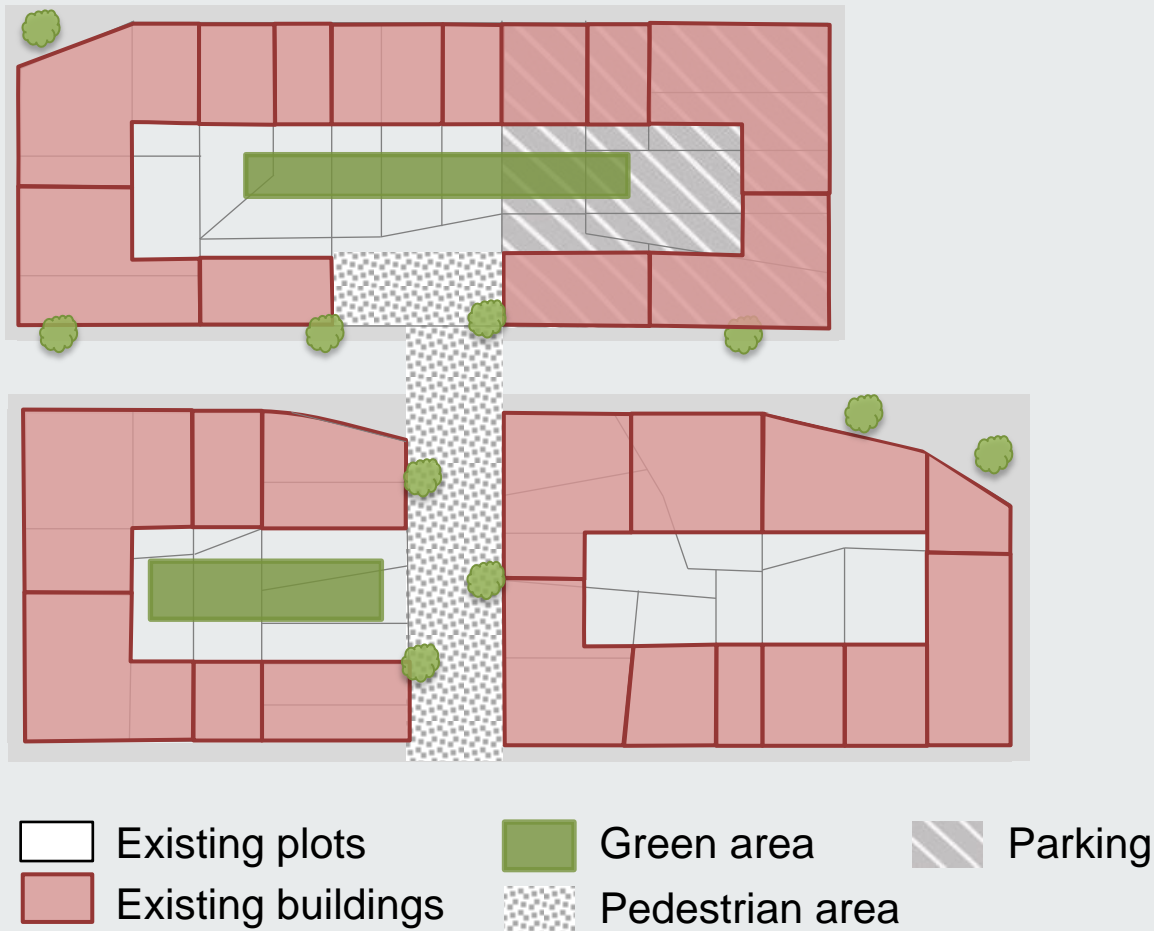 Existing plots
Green area
Parking
Existing buildings
Pedestrian area